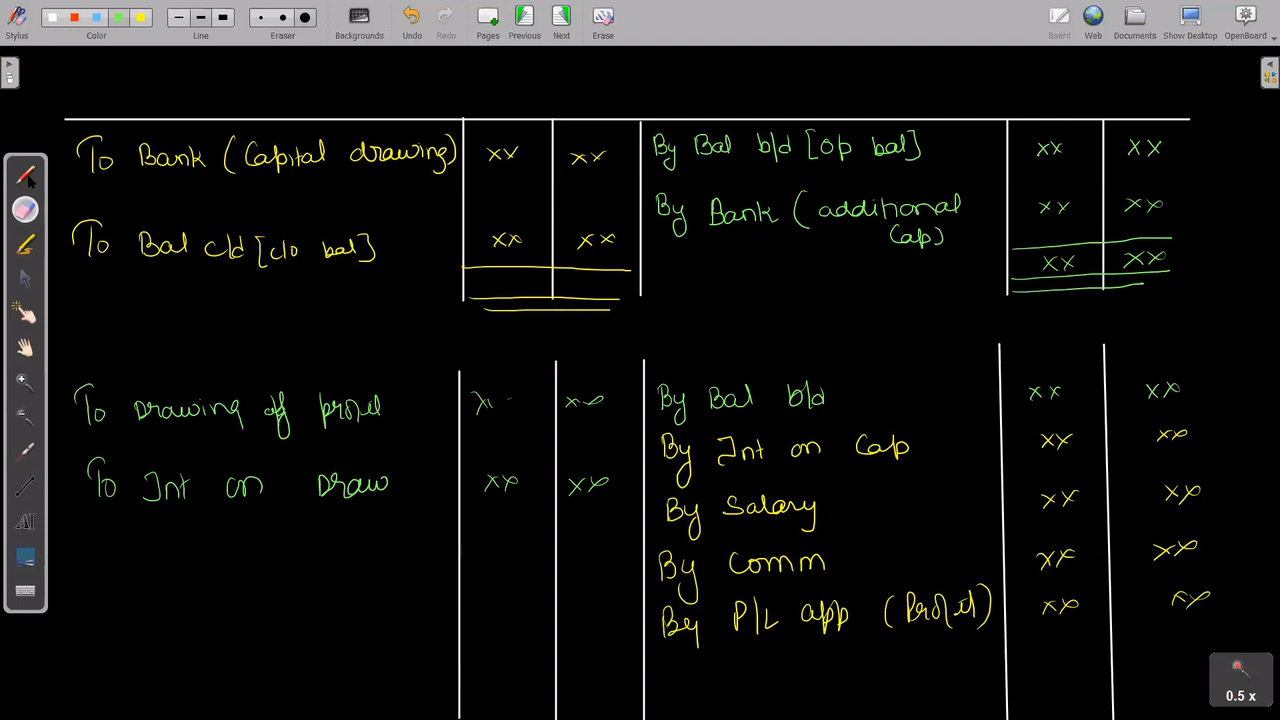 Stylus Color Line Eraser Backgrounds Undo Redo Pages Previous Next Erase Board Web Documents Show Desktop OpenBoard
To Bank (Capital drawing) xx xx By Bal b/d [op bal] xx xx
By Bank (additional xx xx
cap)
To Bal c/d [clo bal] xx xx
xx xx
To Drawing of profit x xx By Bal b/d xx xx
By Int on Cap xx xx
To Int on Draw xx xx By Salary xx xx
By Comm xx xx
By P/L app (Profit) xx xx
0.5 x